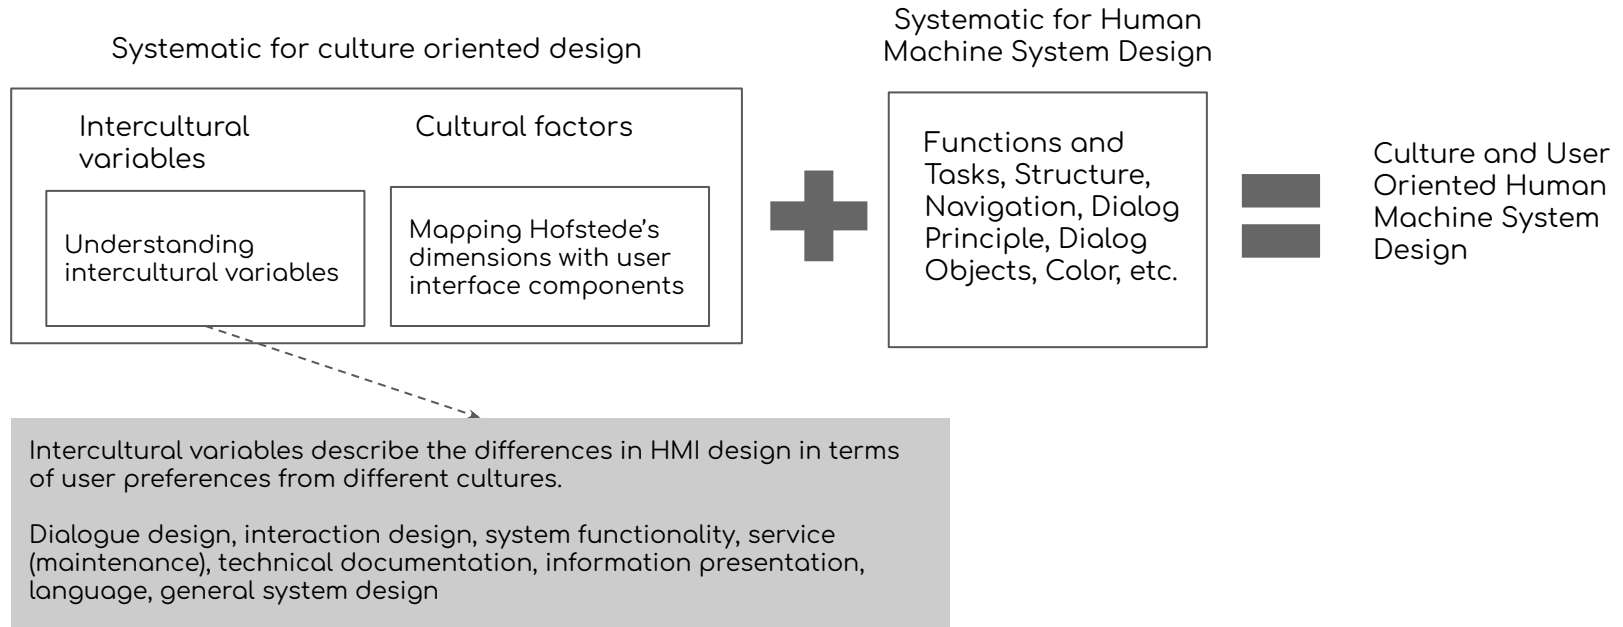 Systematic for culture oriented design
Systematic for Human
Machine System Design
Intercultural
variables
Cultural factors
Understanding
intercultural variables
Mapping Hofstede's
dimensions with user
interface components
Functions and
Tasks, Structure,
Navigation, Dialog
Principle, Dialog
Objects, Color, etc.
Culture and User
Oriented Human
Machine System
Design
Intercultural variables describe the differences in HMI design in terms
of user preferences from different cultures.
Dialogue design, interaction design, system functionality, service
(maintenance), technical documentation, information presentation,
language, general system design